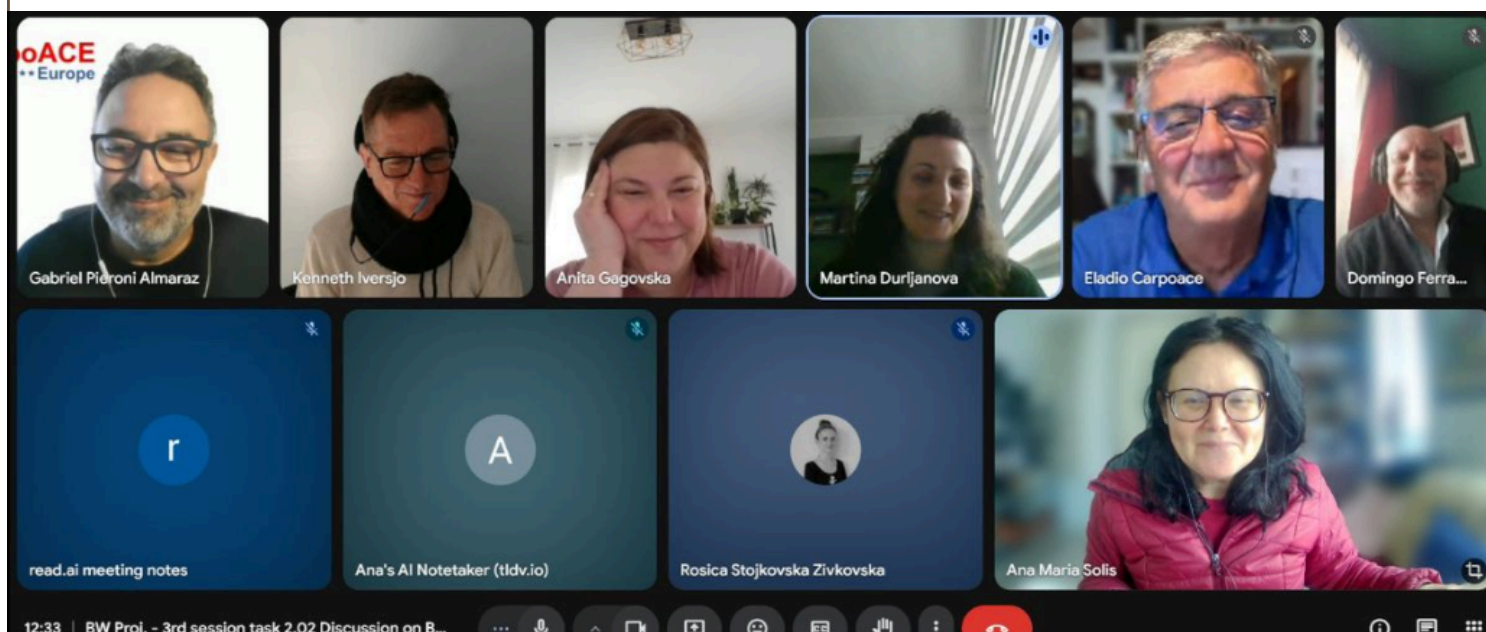 oACE
Europe
Gabriel Pieroni Almaraz
Kenneth Iversjo
Anita Gagovska
Martina Durljanova
Eladio Carpoace
Domingo Ferra...
r
A
read.ai meeting notes
Ana's AI Notetaker (tldv.io)
Rosica Stojkovska Zivkovska
Ana Maria Solis
12:33 | BW Proj. - 3rd session task 2.02 Discussion on B...